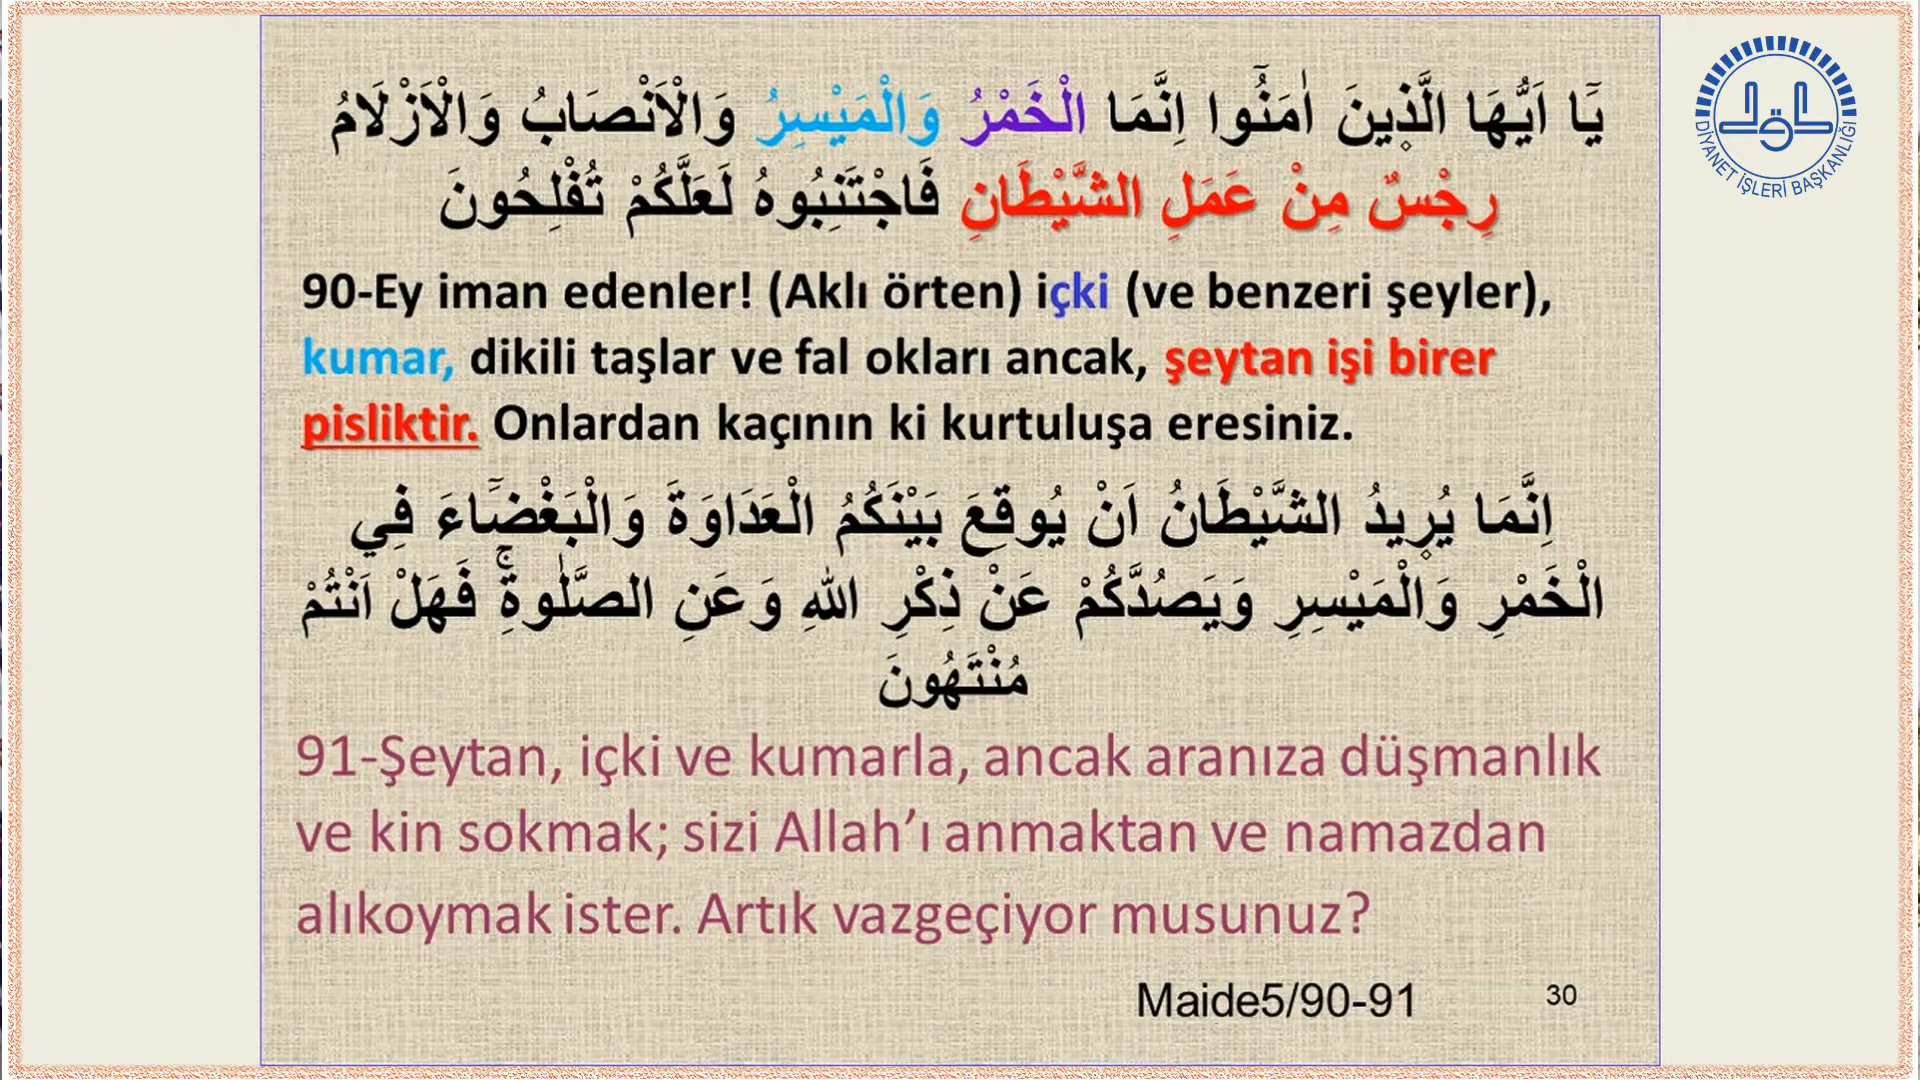 يَٓا اَيُّهَا الَّذ۪ينَ اٰمَنُٓوا اِنَّمَا الْخَمْرُ وَالْمَيْسِرُ وَالْاَنْصَابُ وَالْاَزْلَامُ
رِجْسٌ مِنْ عَمَلِ الشَّيْطَانِ فَاجْتَنِبُوهُ لَعَلَّكُمْ تُفْلِحُونَ
90-Ey iman edenler! (Aklı örten) içki (ve benzeri şeyler),
kumar, dikili taşlar ve fal okları ancak, şeytan işi birer
pisliktir. Onlardan kaçının ki kurtuluşa eresiniz.
اِنَّمَا يُر۪يدُ الشَّيْطَانُ اَنْ يُوقِعَ بَيْنَكُمُ الْعَدَاوَةَ وَالْبَغْضَٓاءَ فِي
الْخَمْرِ وَالْمَيْسِرِ وَيَصُدَّكُمْ عَنْ ذِكْرِ اللهِ وَعَنِ الصَّلٰوةِۚ فَهَلْ اَنْتُمْ
مُنْتَهُونَ
91-Şeytan, içki ve kumarla, ancak aranıza düşmanlık
ve kin sokmak; sizi Allah’ı anmaktan ve namazdan
alıkoymak ister. Artık vazgeçiyor musunuz?
Maide5/90-91
30
DİYANET İŞLERİ BAŞKANLIĞI